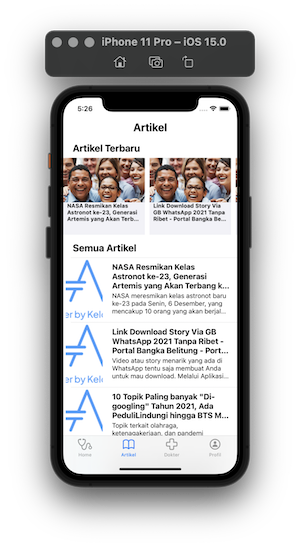 iPhone 11 Pro – iOS 15.0
5:26
Artikel
Artikel Terbaru
NASA Resmikan Kelas
Astronot ke-23, Generasi
Artemis yang Akan Terb...
Link Download Story Via
GB WhatsApp 2021 Tanpa
Ribet - Portal Bangka Be...
Semua Artikel
NASA Resmikan Kelas
Astronot ke-23, Generasi
Artemis yang Akan Terbang k...
NASA meresmikan kelas astronot baru
ke-23 pada Senin, 6 Desember, yang
mencakup 10 orang yang akan berjal...
er by Kelo
Link Download Story Via GB
WhatsApp 2021 Tanpa Ribet -
Portal Bangka Belitung - Port...
Video atau story menarik yang ada di
WhatsApp tentu saja membuat Anda
untuk mau download. Melalui Aplikasi
er by Kelo
10 Topik Paling banyak "Di-
googling" Tahun 2021, Ada
PeduliLindungi hingga BTS M...
Topik terkait olahraga,
ketenagakerjaan, dan pandemi
Home
Artikel
Dokter
Profil